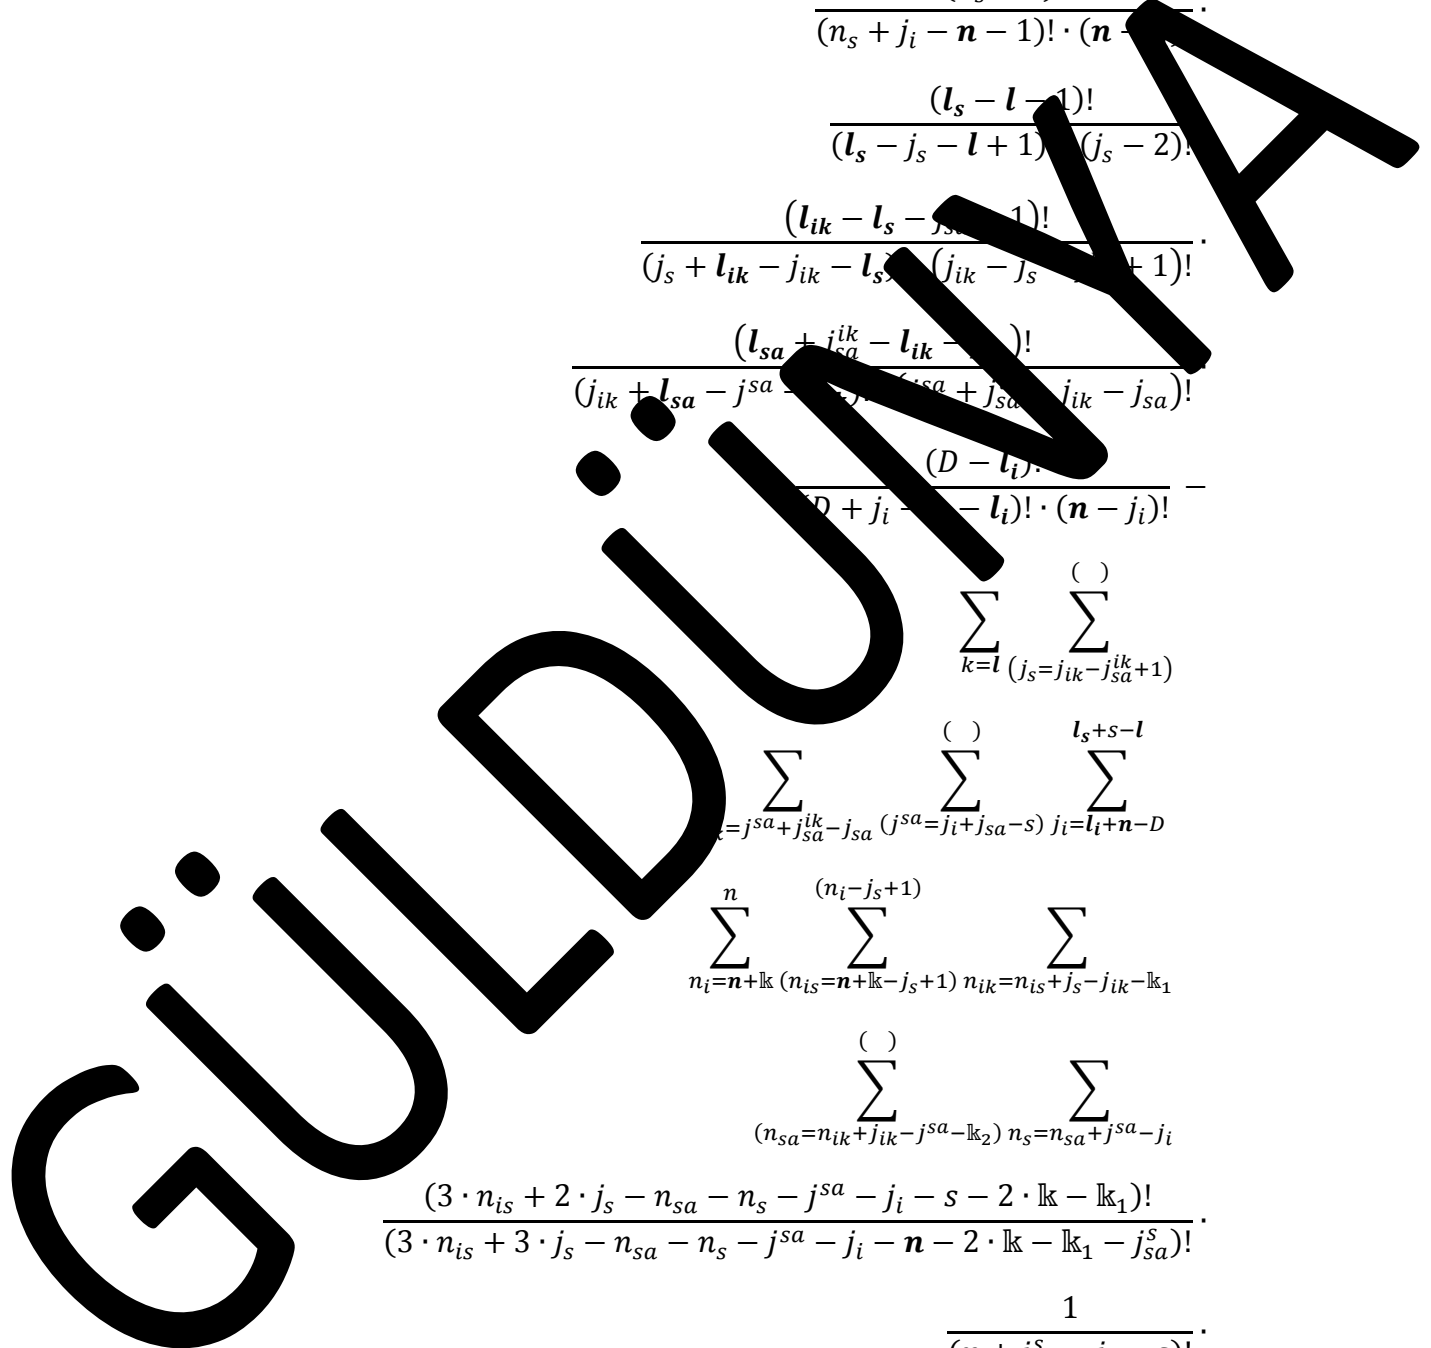 (n_s + j_i − n − 1)! · (n
(l_s − l − 1)!
(l_s − j_s − l + 1) (j_s − 2)!
(l_ik − l_s − 1)!
(j_s + l_ik − j_ik − l_s) (j_ik − j_s + 1)!
(l_sa + j_sa^ik − l_ik − )!
(j_ik + l_sa − j^sa + j_sa j_ik − j_sa)!
(D − l_i)!
D + j_i − l_i)! · (n − j_i)! −
( )
∑ ∑
k=l (j_s=j_ik−j_sa^ik+1)
( ) l_s+s−l
∑ ∑ ∑
=j^sa+j_sa^ik−j_sa (j^sa=j_i+j_sa−s) j_i=l_i+n−D
n (n_i−j_s+1)
∑ ∑ ∑
n_i=n+𝕜 (n_is=n+𝕜−j_s+1) n_ik=n_is+j_s−j_ik−𝕜_1
( )
∑ ∑
(n_sa=n_ik+j_ik−j^sa−𝕜_2) n_s=n_sa+j^sa−j_i
(3 · n_is + 2 · j_s − n_sa − n_s − j^sa − j_i − s − 2 · 𝕜 − 𝕜_1)!
(3 · n_is + 3 · j_s − n_sa − n_s − j^sa − j_i − n − 2 · 𝕜 − 𝕜_1 − j_sa^s)! ·
1
GÜLDÜNYA